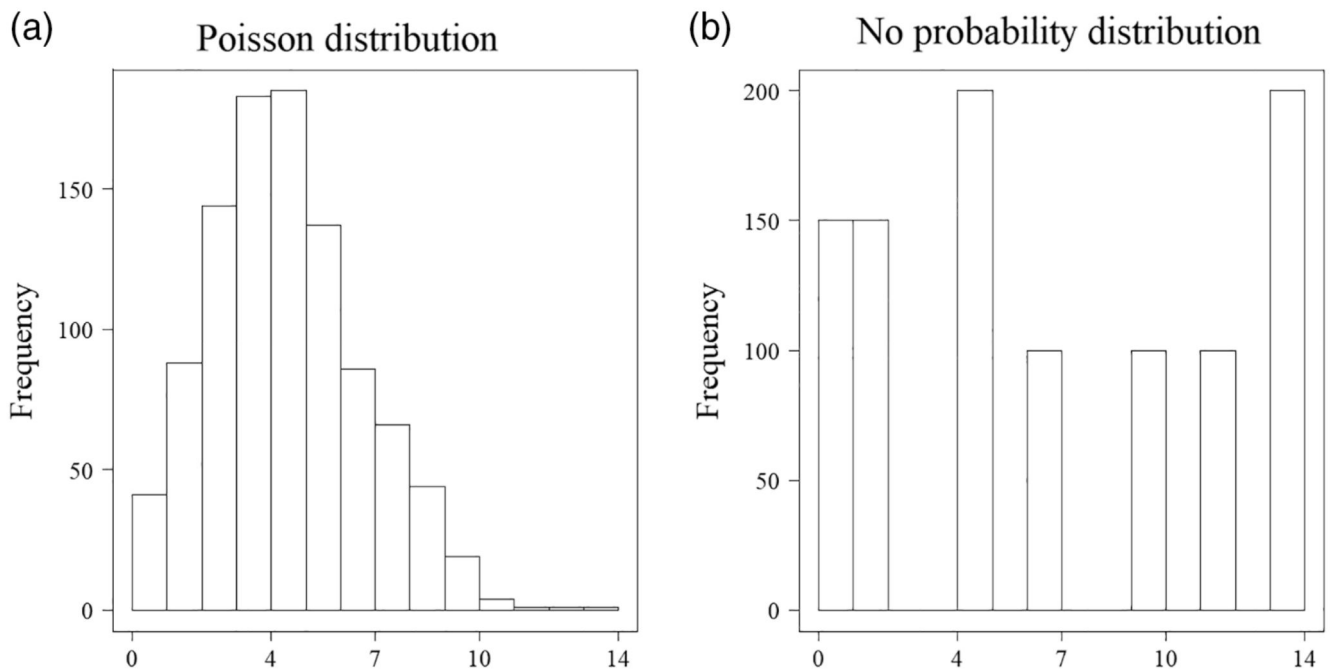 (a)
Poisson distribution
Frequency
150
100
50
0
0 4 7 10 14
(b)
No probability distribution
Frequency
200
150
100
50
0
0 4 7 10 14